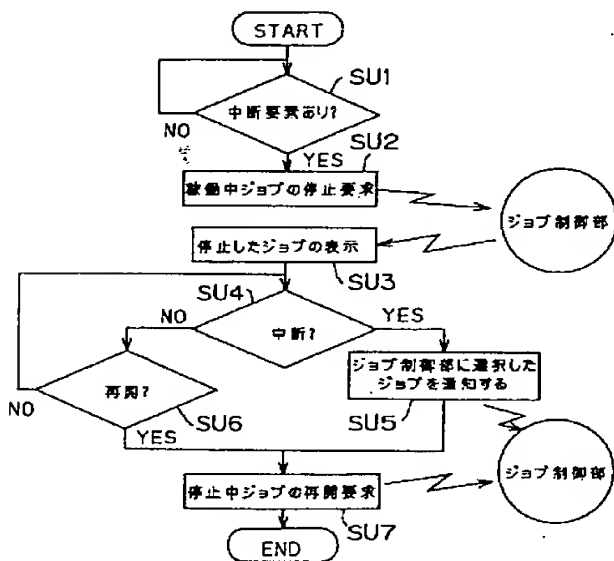 START
SU1
中断要素あり?
NO
YES
SU2
稼働中ジョブの停止要求
ジョブ制御部
停止したジョブの表示
SU3
SU4
NO
YES
中断?
ジョブ制御部に選択した
ジョブを通知する
SU5
再開?
NO
SU6
YES
ジョブ制御部
停止中ジョブの再開要求
SU7
END